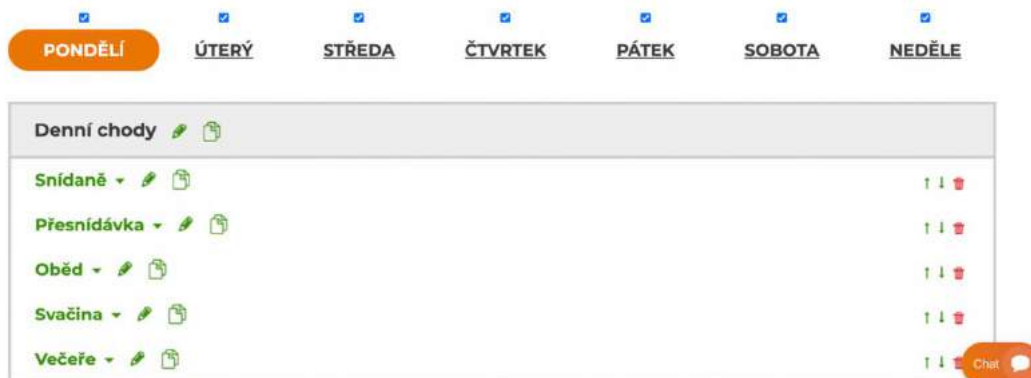 PONDĚLÍ ÚTERÝ STŘEDA ČTVRTEK PÁTEK SOBOTA NEDĚLE
Denní chody
Snídaně
Přesnídávka
Oběd
Svačina
Večeře
Chat